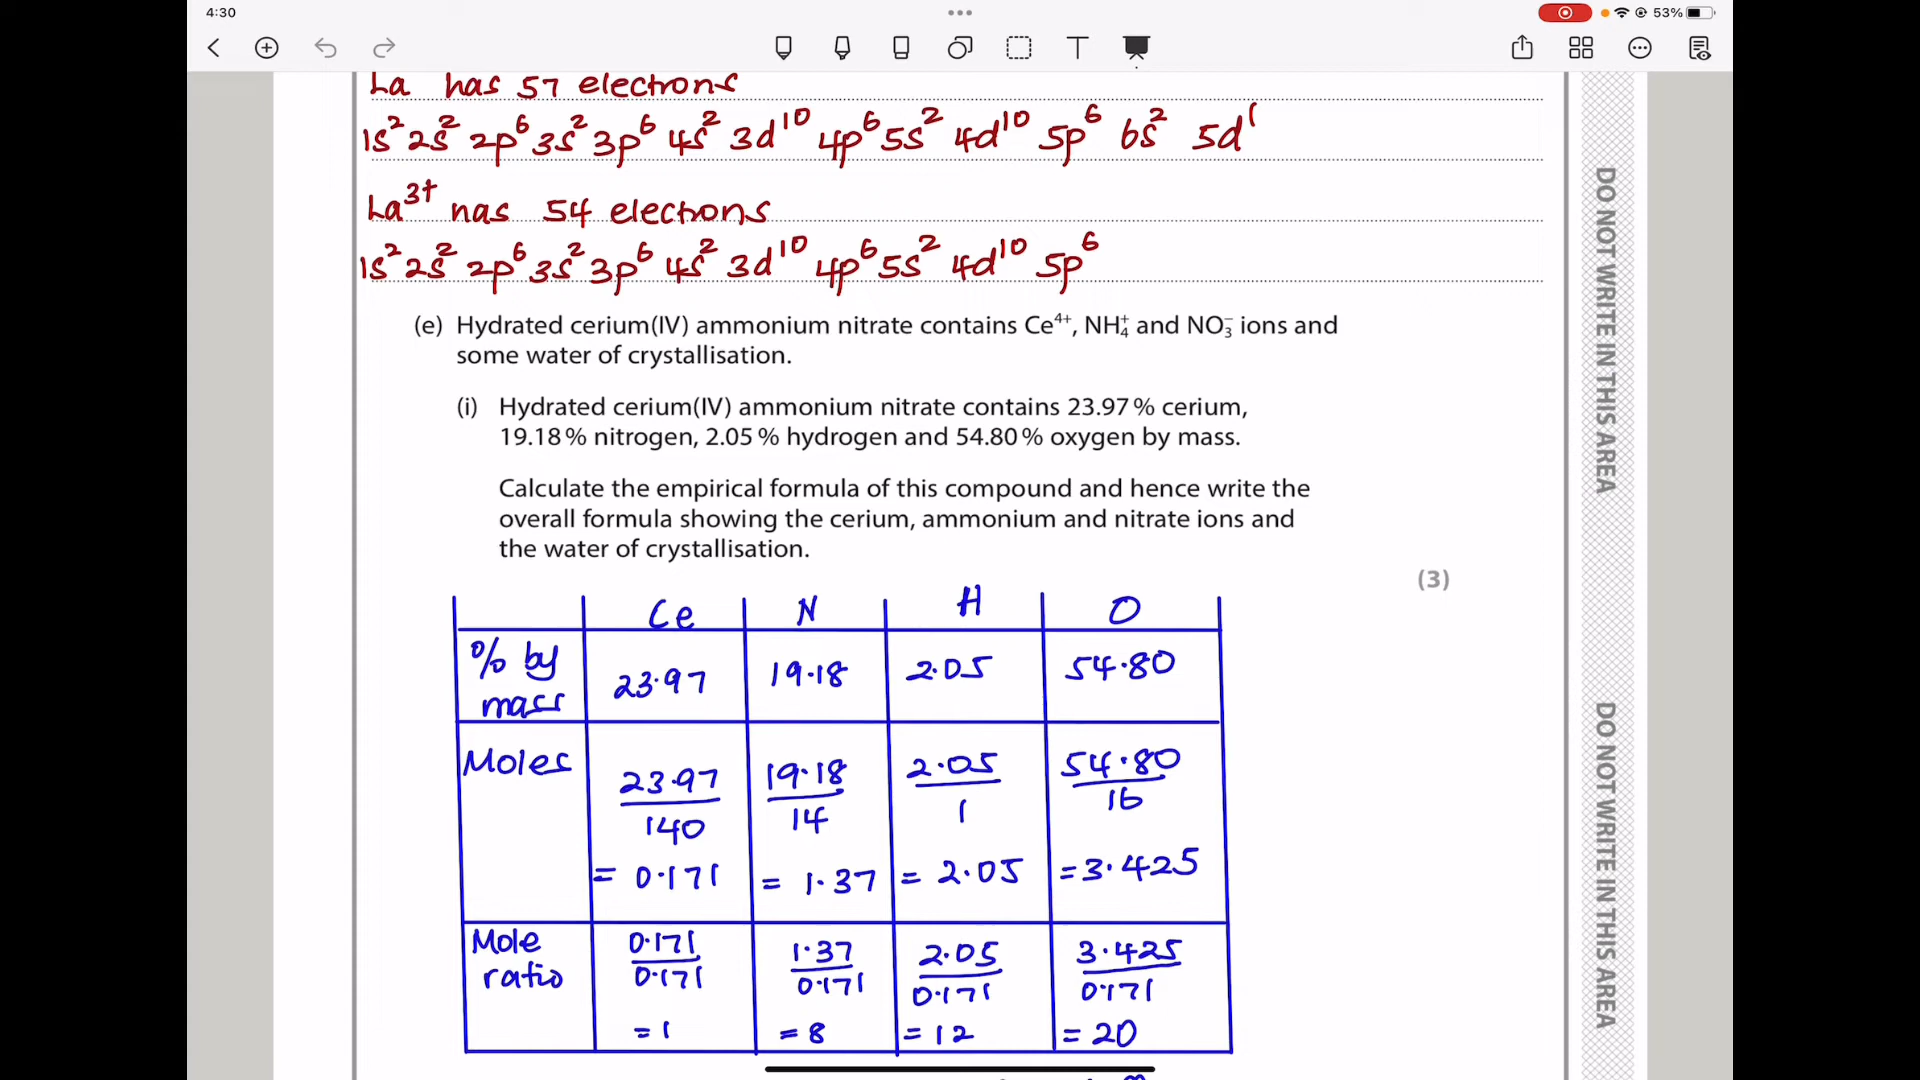 4:30
53%
La has 57 electrons
1s² 2s² 2p⁶ 3s² 3p⁶ 4s² 3d¹⁰ 4p⁶ 5s² 4d¹⁰ 5p⁶ 6s² 5d¹
La³⁺ has 54 electrons
1s² 2s² 2p⁶ 3s² 3p⁶ 4s² 3d¹⁰ 4p⁶ 5s² 4d¹⁰ 5p⁶
(e) Hydrated cerium(IV) ammonium nitrate contains Ce⁴⁺, NH₄⁺ and NO₃⁻ ions and
some water of crystallisation.
(i) Hydrated cerium(IV) ammonium nitrate contains 23.97 % cerium,
19.18 % nitrogen, 2.05 % hydrogen and 54.80 % oxygen by mass.
Calculate the empirical formula of this compound and hence write the
overall formula showing the cerium, ammonium and nitrate ions and
the water of crystallisation.
(3)
Ce N H O
% by mass 23.97 19.18 2.05 54.80
Moles 23.97/140 19.18/14 2.05/1 54.80/16
= 0.171 = 1.37 = 2.05 = 3.425
Mole ratio 0.171/0.171 1.37/0.171 2.05/0.171 3.425/0.171
= 1 = 8 = 12 = 20
DO NOT WRITE IN THIS AREA
DO NOT WRITE IN THIS AREA